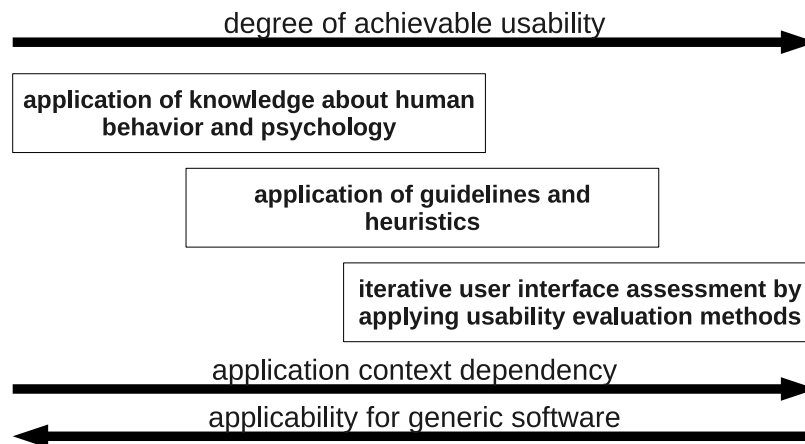 degree of achievable usability
application of knowledge about human
behavior and psychology
application of guidelines and
heuristics
iterative user interface assessment by
applying usability evaluation methods
application context dependency
applicability for generic software